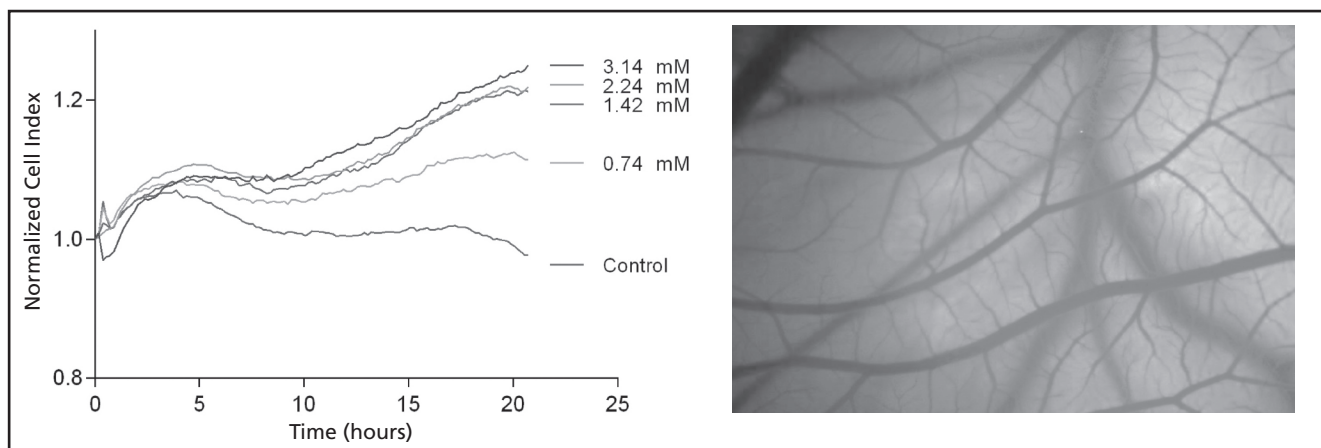 Normalized Cell Index
1.2
1.0
0.8
0
5
10
15
20
25
Time (hours)
3.14 mM
2.24 mM
1.42 mM
0.74 mM
Control